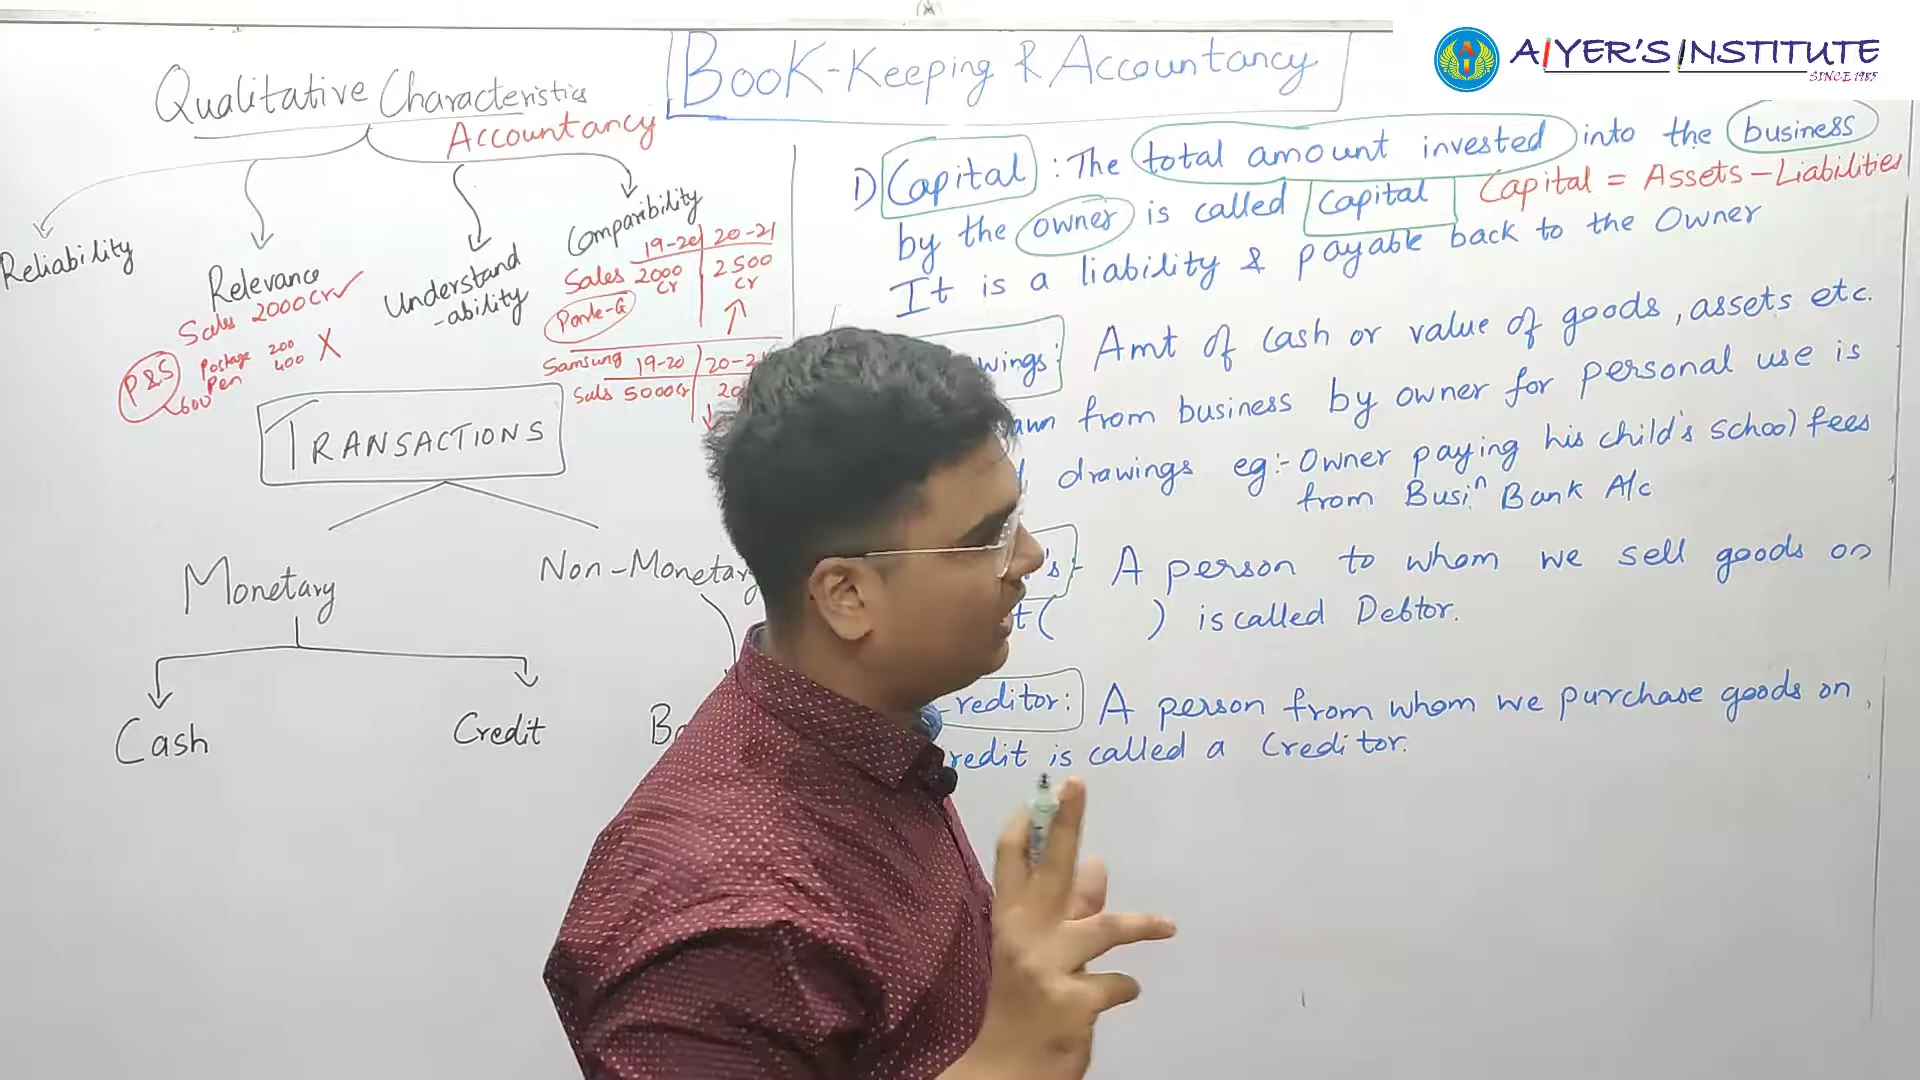 AIYER'S INSTITUTE
SINCE 1985
Book-Keeping & Accountancy
Qualitative Characteristics
Accountancy
Reliability
Relevance
Sales 2000Cr ✓
P&S
Postage 200
Pen 400 X
600
Understand
-ability
Comparibility
19-20 20-21
Sales 2000 2500
Cr Cr
Parle-G
Samsung 19-20 20-2
Sales 5000Cr 20
TRANSACTIONS
Monetary
Non-Monetary
Cash
Credit
D) Capital : The total amount invested into the business
by the owner is called Capital Capital = Assets - Liabilities
It is a liability & payable back to the Owner
wings: Amt of Cash or value of goods, assets etc.
awn from business by owner for personal use is
drawings eg:- Owner paying his child's school fees
from Busiⁿ Bank A/c
's - A person to whom we sell goods on
t ( ) is called Debtor.
reditor: A person from whom we purchase goods on
redit is called a Creditor.